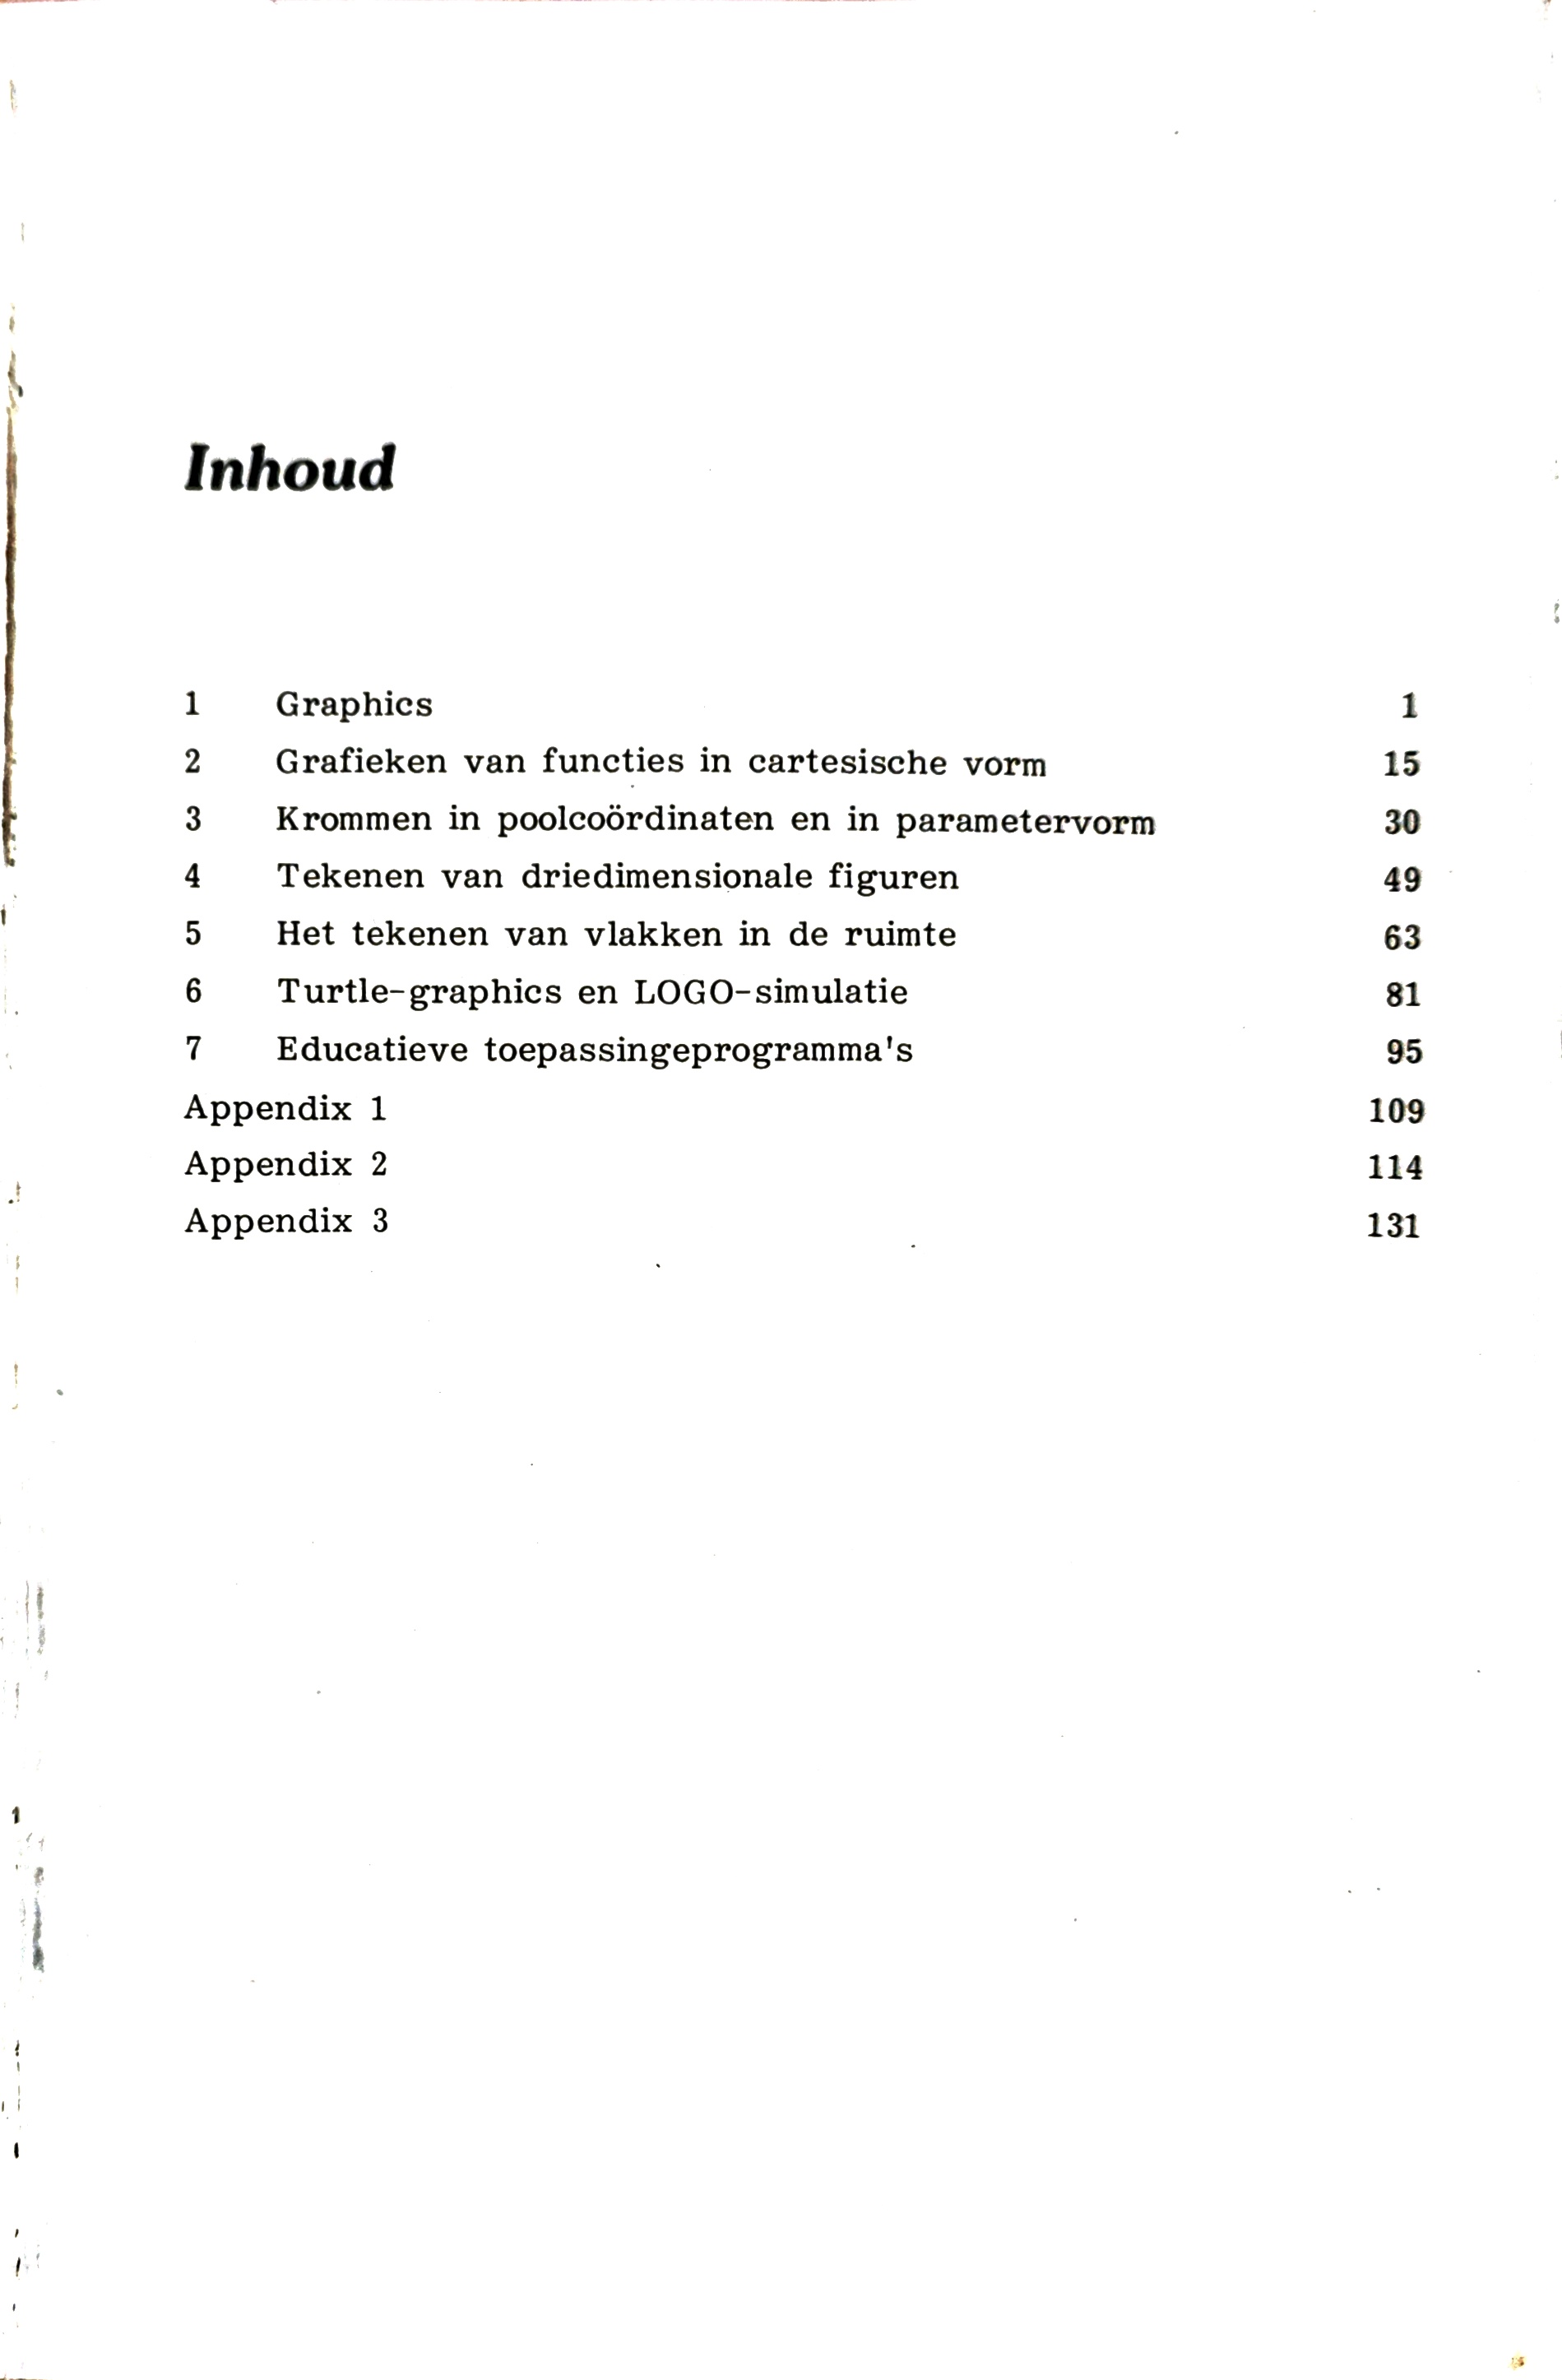 Inhoud
1 Graphics 1
2 Grafieken van functies in cartesische vorm 15
3 Krommen in poolcoördinaten en in parametervorm 30
4 Tekenen van driedimensionale figuren 49
5 Het tekenen van vlakken in de ruimte 63
6 Turtle-graphics en LOGO-simulatie 81
7 Educatieve toepassingeprogramma's 95
Appendix 1 109
Appendix 2 114
Appendix 3 131